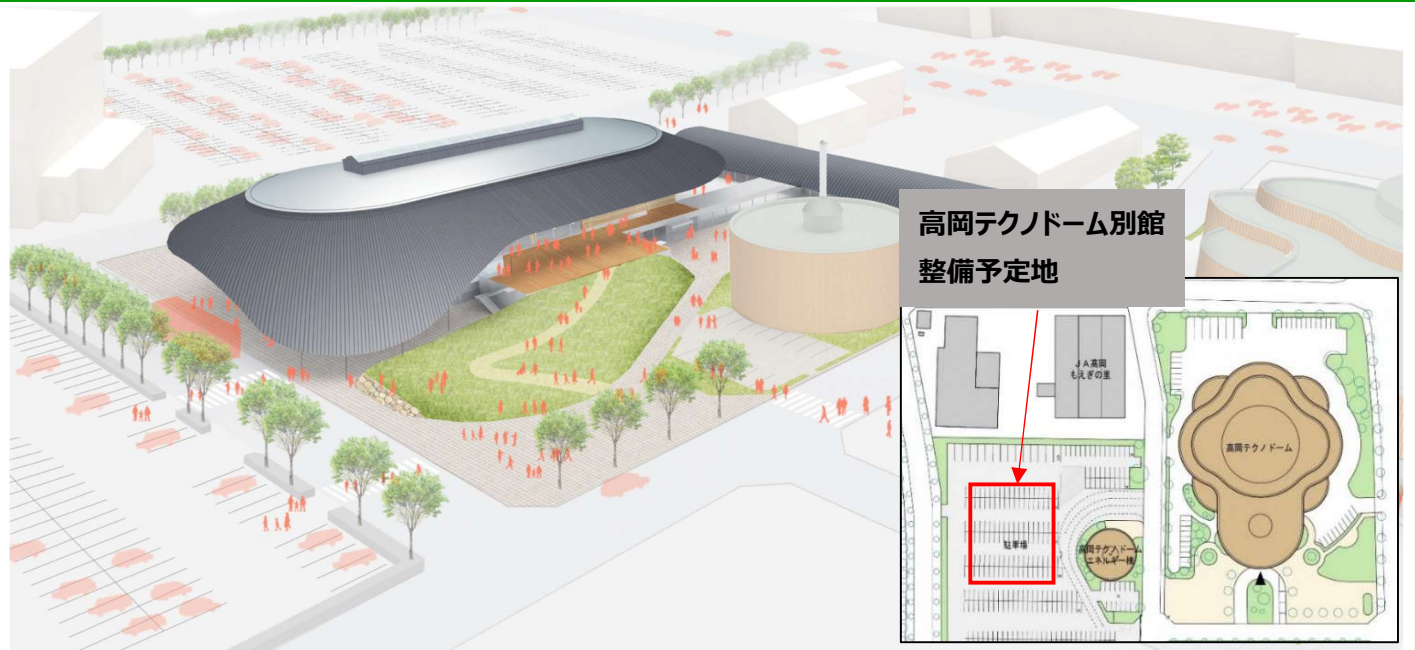 高岡テクノドーム別館
整備予定地
JA高岡
もえぎの里
高岡テクノドーム
駐車場
高岡テクノドーム
エネルギー棟